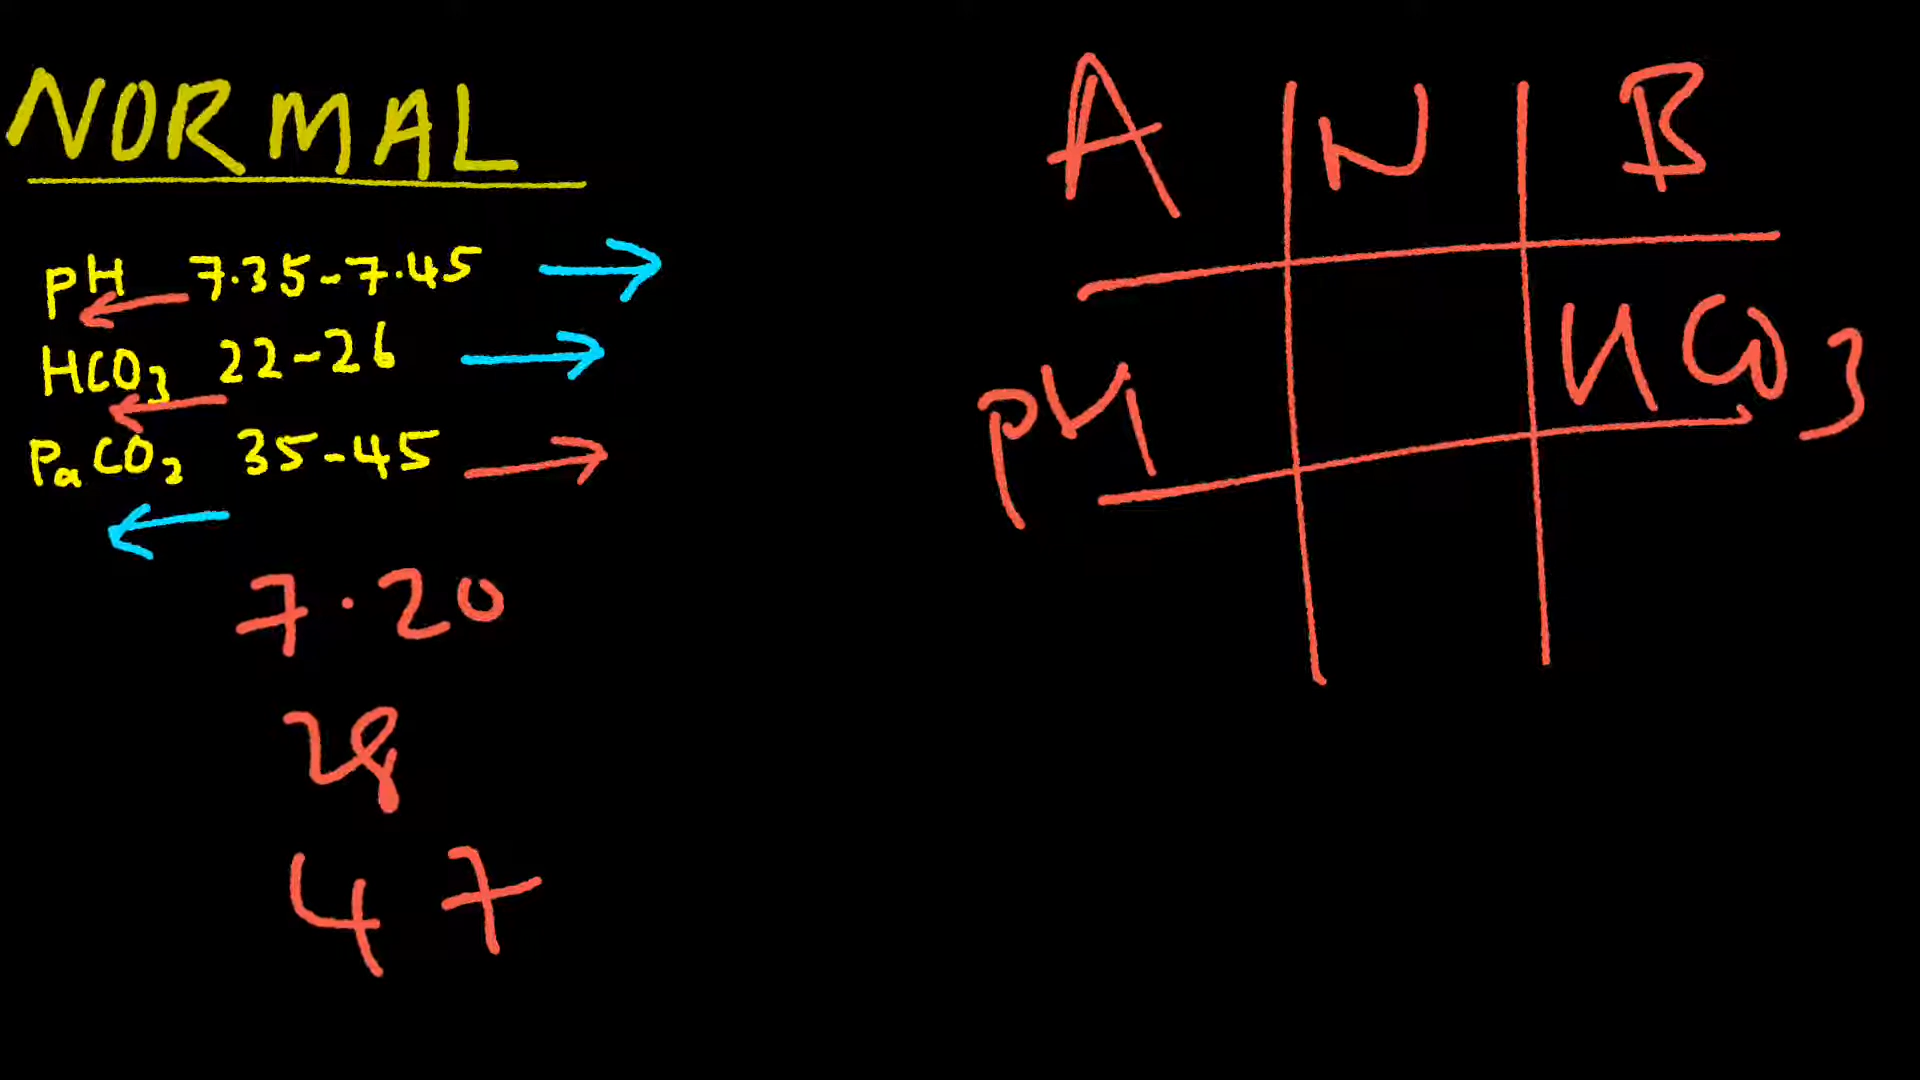 NORMAL
pH 7.35-7.45
HCO3 22-26
PaCO2 35-45
7.20
28
47
A N B
pH HCO3